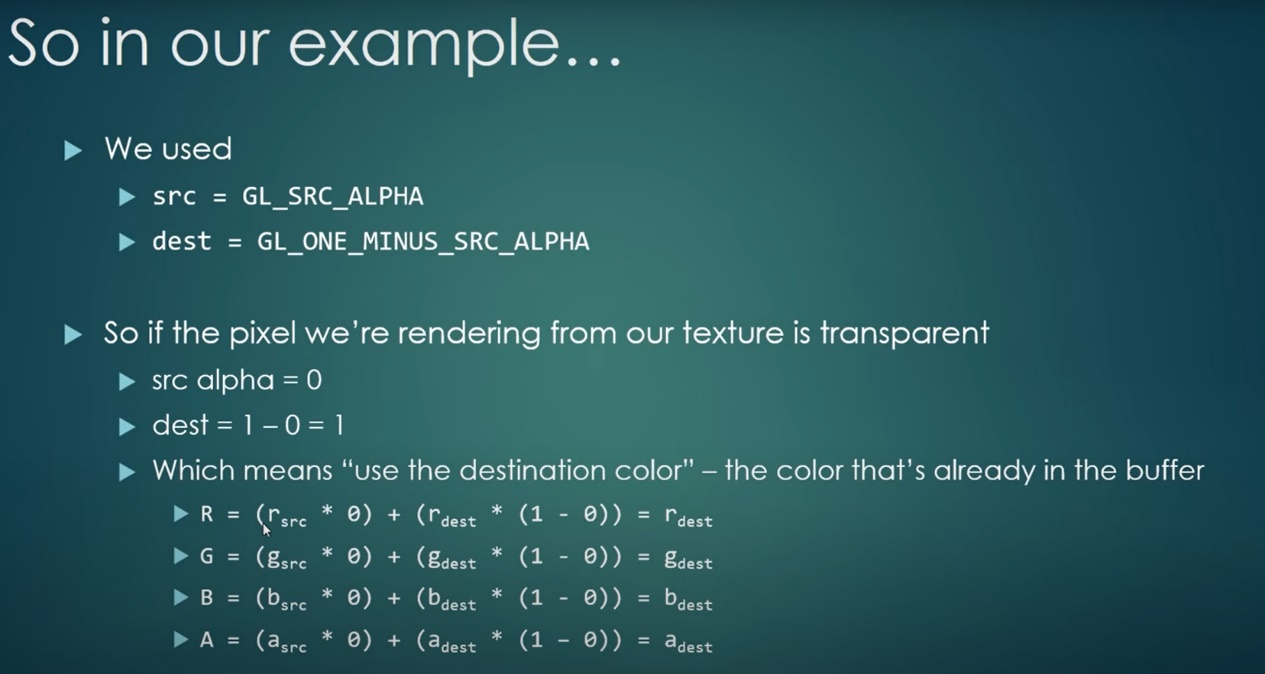 So in our example...
We used
src = GL_SRC_ALPHA
dest = GL_ONE_MINUS_SRC_ALPHA
So if the pixel we're rendering from our texture is transparent
src alpha = 0
dest = 1 – 0 = 1
Which means “use the destination color” – the color that's already in the buffer
R = (rsrc * 0) + (rdest * (1 - 0)) = rdest
G = (gsrc * 0) + (gdest * (1 - 0)) = gdest
B = (bsrc * 0) + (bdest * (1 - 0)) = bdest
A = (asrc * 0) + (adest * (1 – 0)) = adest